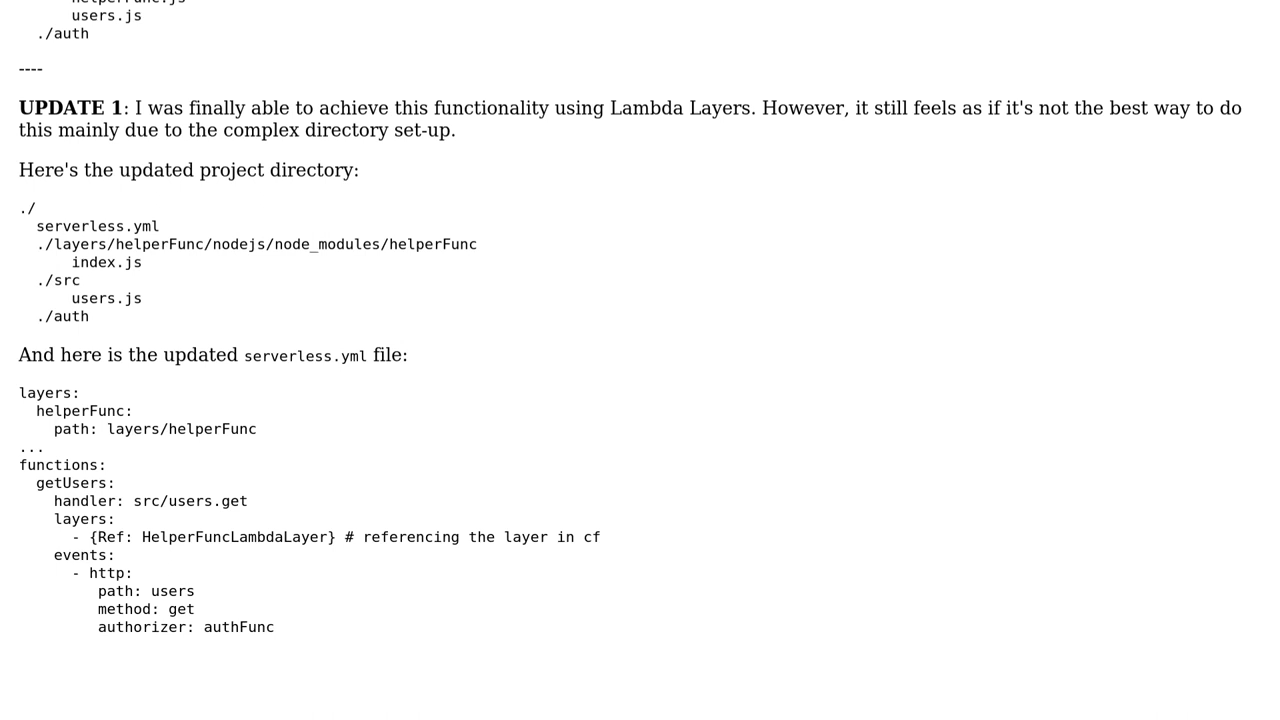 helperFunc.js
users.js
./auth
----
UPDATE 1: I was finally able to achieve this functionality using Lambda Layers. However, it still feels as if it's not the best way to do
this mainly due to the complex directory set-up.
Here's the updated project directory:
./
serverless.yml
./layers/helperFunc/nodejs/node_modules/helperFunc
index.js
./src
users.js
./auth
And here is the updated serverless.yml file:
layers:
helperFunc:
path: layers/helperFunc
...
functions:
getUsers:
handler: src/users.get
layers:
- {Ref: HelperFuncLambdaLayer} # referencing the layer in cf
events:
- http:
path: users
method: get
authorizer: authFunc